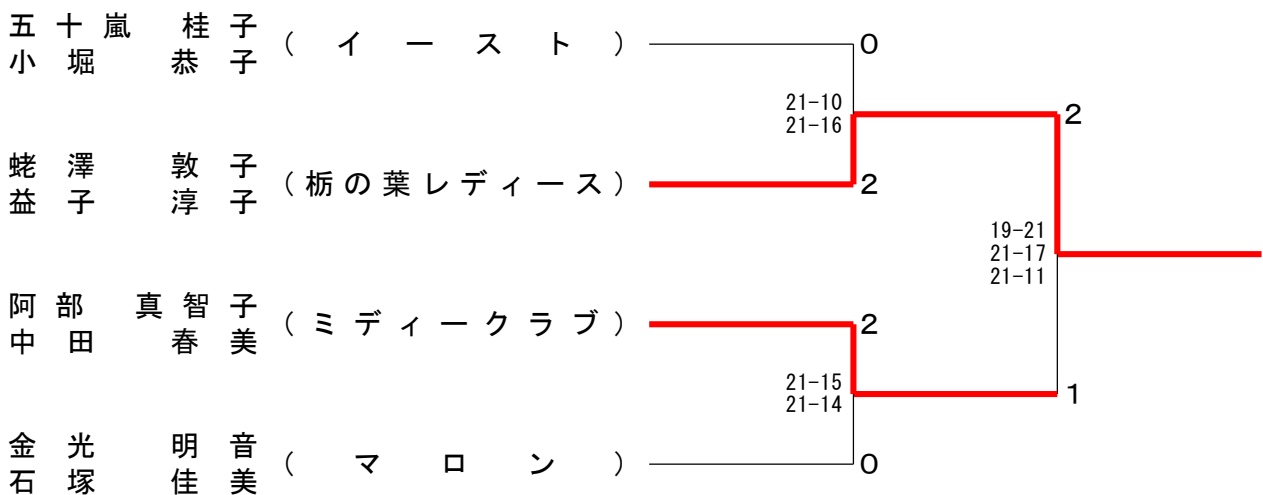 五十嵐 桂子 (イースト) 0
小堀 恭子
21-10 2
21-16
蛯澤 敦子 (栃の葉レディース) 2
益子 淳子
19-21
21-17
21-11
阿部 真智子 (ミディークラブ) 2
中田 春美
21-15 1
21-14
金光 明音 (マロン) 0
石塚 佳美